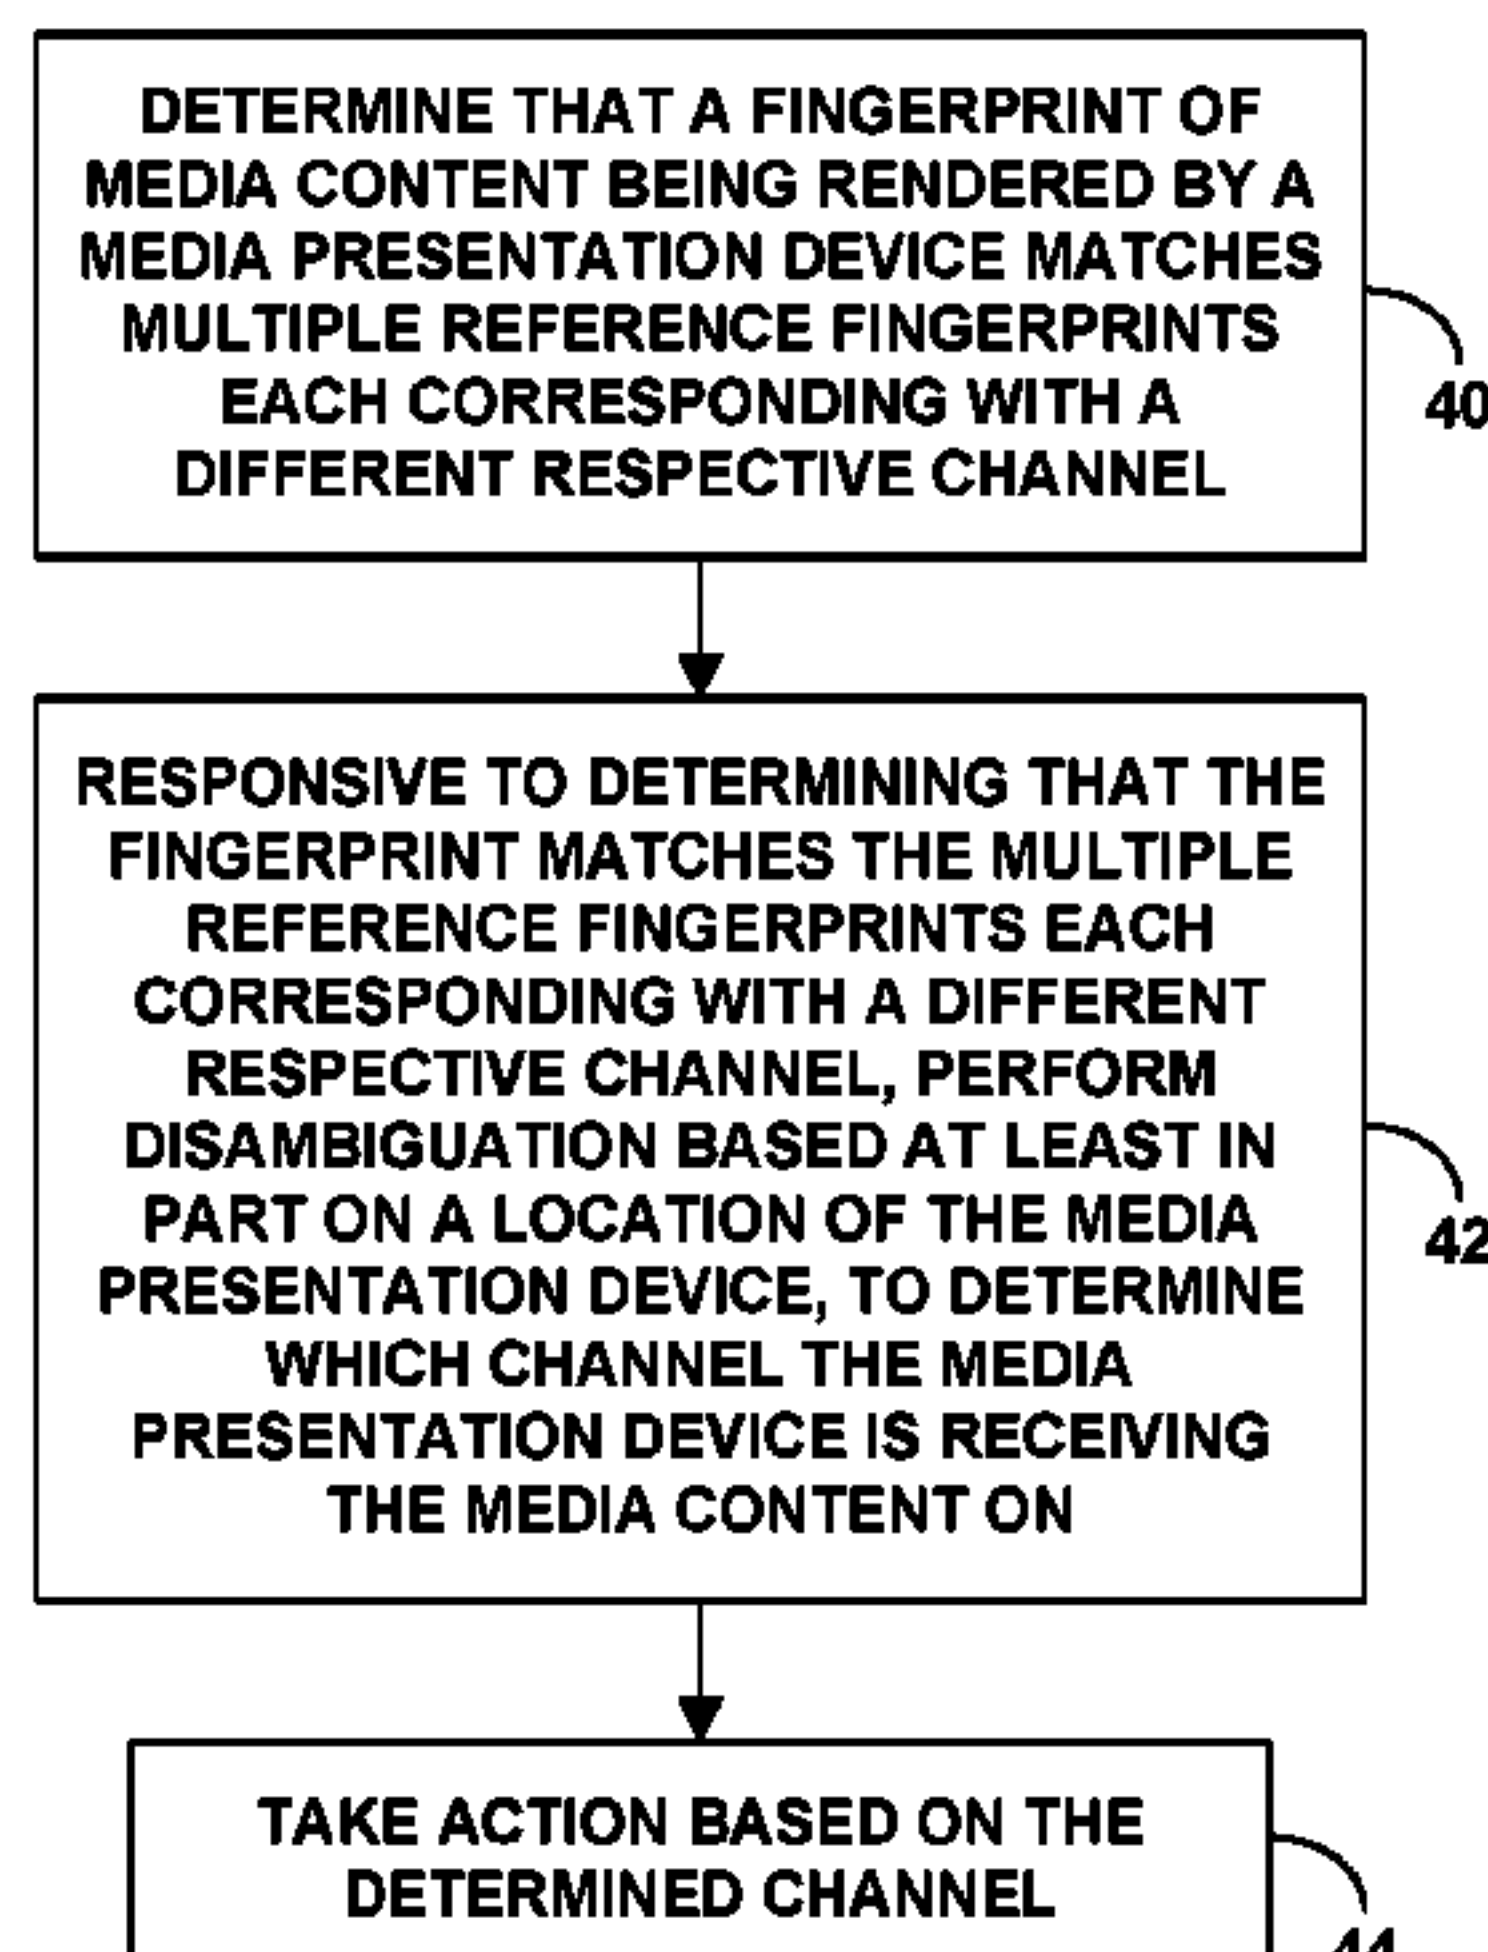 DETERMINE THAT A FINGERPRINT OF
MEDIA CONTENT BEING RENDERED BY A
MEDIA PRESENTATION DEVICE MATCHES
MULTIPLE REFERENCE FINGERPRINTS
EACH CORRESPONDING WITH A
DIFFERENT RESPECTIVE CHANNEL
40
RESPONSIVE TO DETERMINING THAT THE
FINGERPRINT MATCHES THE MULTIPLE
REFERENCE FINGERPRINTS EACH
CORRESPONDING WITH A DIFFERENT
RESPECTIVE CHANNEL, PERFORM
DISAMBIGUATION BASED AT LEAST IN
PART ON A LOCATION OF THE MEDIA
PRESENTATION DEVICE, TO DETERMINE
WHICH CHANNEL THE MEDIA
PRESENTATION DEVICE IS RECEIVING
THE MEDIA CONTENT ON
42
TAKE ACTION BASED ON THE
DETERMINED CHANNEL
44